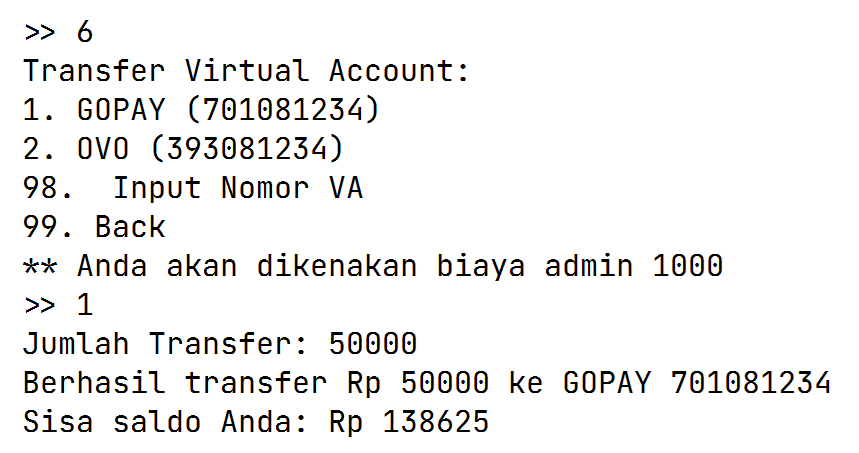 >> 6
Transfer Virtual Account:
1. GOPAY (701081234)
2. OVO (393081234)
98.  Input Nomor VA
99. Back
** Anda akan dikenakan biaya admin 1000
>> 1
Jumlah Transfer: 50000
Berhasil transfer Rp 50000 ke GOPAY 701081234
Sisa saldo Anda: Rp 138625